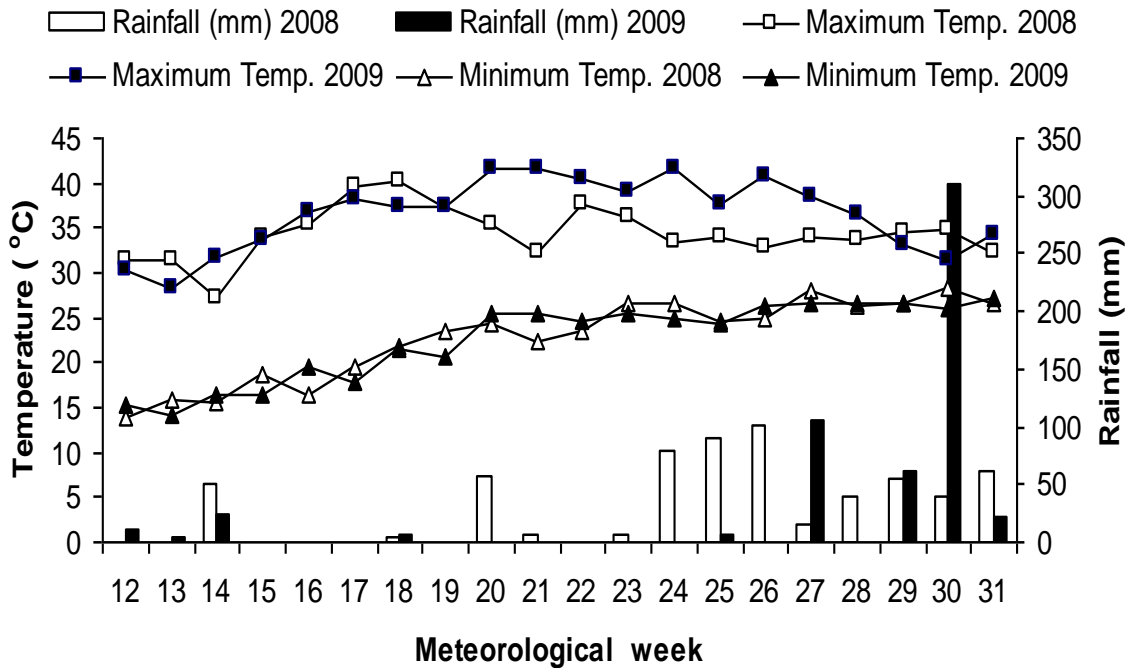 Rainfall (mm) 2008 Rainfall (mm) 2009 Maximum Temp. 2008
Maximum Temp. 2009 Minimum Temp. 2008 Minimum Temp. 2009
45 350
40 300
35
30 250
25 200
20 150
15
10 100
5 50
0 0
Temperature ( °C)
Rainfall (mm)
12 13 14 15 16 17 18 19 20 21 22 23 24 25 26 27 28 29 30 31
Meteorological week